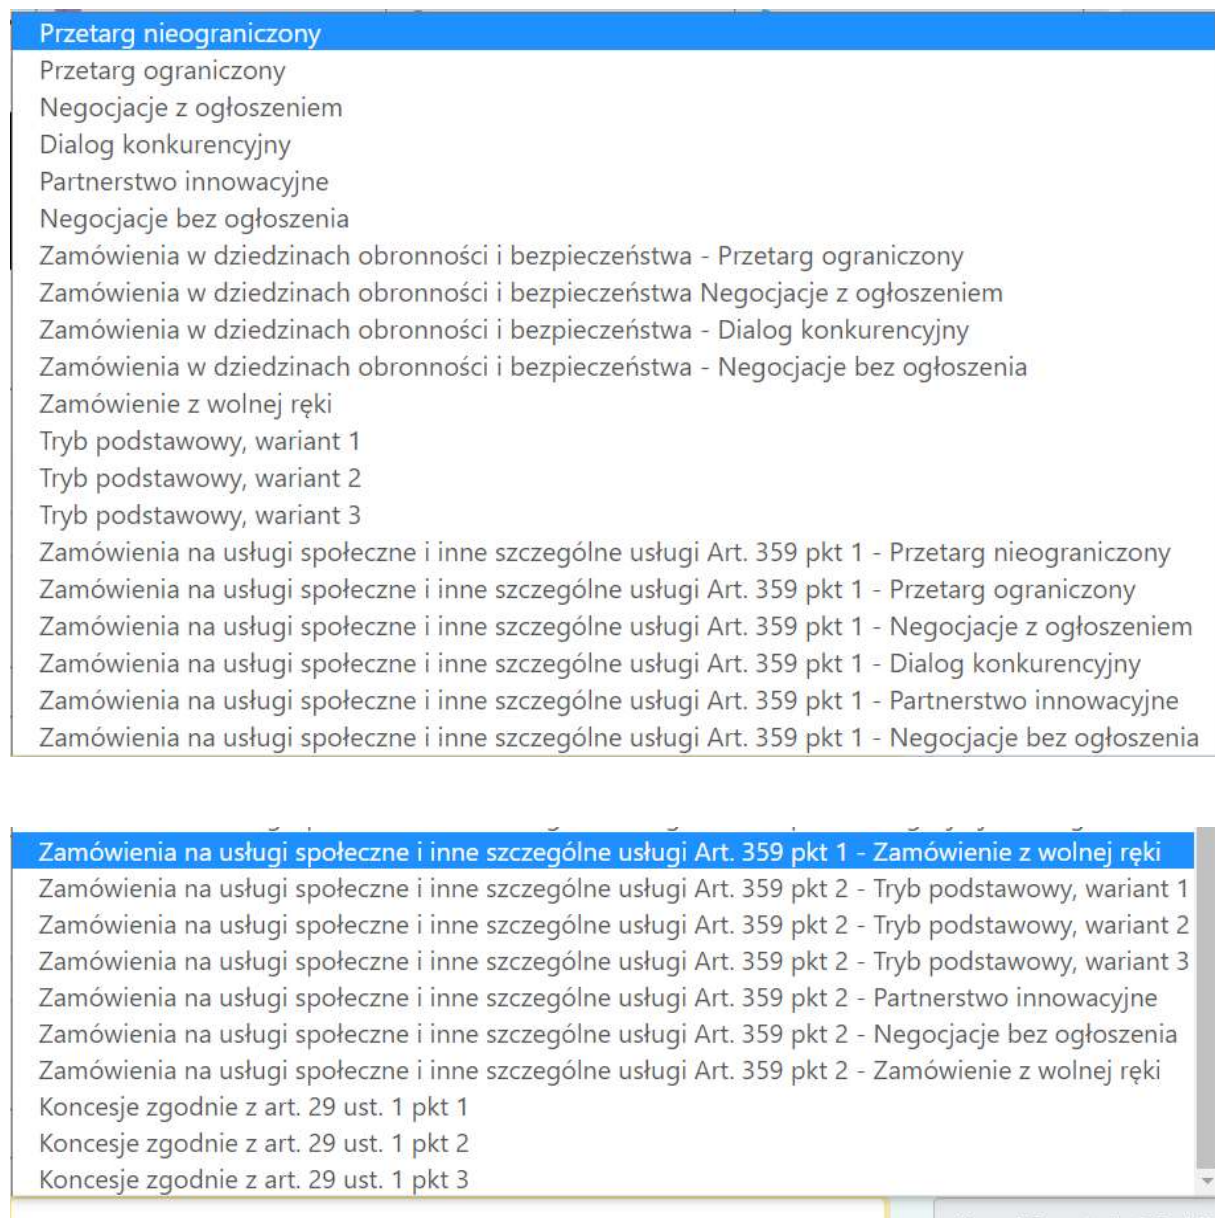 Przetarg nieograniczony
Przetarg ograniczony
Negocjacje z ogłoszeniem
Dialog konkurencyjny
Partnerstwo innowacyjne
Negocjacje bez ogłoszenia
Zamówienia w dziedzinach obronności i bezpieczeństwa - Przetarg ograniczony
Zamówienia w dziedzinach obronności i bezpieczeństwa Negocjacje z ogłoszeniem
Zamówienia w dziedzinach obronności i bezpieczeństwa - Dialog konkurencyjny
Zamówienia w dziedzinach obronności i bezpieczeństwa - Negocjacje bez ogłoszenia
Zamówienie z wolnej ręki
Tryb podstawowy, wariant 1
Tryb podstawowy, wariant 2
Tryb podstawowy, wariant 3
Zamówienia na usługi społeczne i inne szczególne usługi Art. 359 pkt 1 - Przetarg nieograniczony
Zamówienia na usługi społeczne i inne szczególne usługi Art. 359 pkt 1 - Przetarg ograniczony
Zamówienia na usługi społeczne i inne szczególne usługi Art. 359 pkt 1 - Negocjacje z ogłoszeniem
Zamówienia na usługi społeczne i inne szczególne usługi Art. 359 pkt 1 - Dialog konkurencyjny
Zamówienia na usługi społeczne i inne szczególne usługi Art. 359 pkt 1 - Partnerstwo innowacyjne
Zamówienia na usługi społeczne i inne szczególne usługi Art. 359 pkt 1 - Negocjacje bez ogłoszenia
Zamówienia na usługi społeczne i inne szczególne usługi Art. 359 pkt 1 - Zamówienie z wolnej ręki
Zamówienia na usługi społeczne i inne szczególne usługi Art. 359 pkt 2 - Tryb podstawowy, wariant 1
Zamówienia na usługi społeczne i inne szczególne usługi Art. 359 pkt 2 - Tryb podstawowy, wariant 2
Zamówienia na usługi społeczne i inne szczególne usługi Art. 359 pkt 2 - Tryb podstawowy, wariant 3
Zamówienia na usługi społeczne i inne szczególne usługi Art. 359 pkt 2 - Partnerstwo innowacyjne
Zamówienia na usługi społeczne i inne szczególne usługi Art. 359 pkt 2 - Negocjacje bez ogłoszenia
Zamówienia na usługi społeczne i inne szczególne usługi Art. 359 pkt 2 - Zamówienie z wolnej ręki
Koncesje zgodnie z art. 29 ust. 1 pkt 1
Koncesje zgodnie z art. 29 ust. 1 pkt 2
Koncesje zgodnie z art. 29 ust. 1 pkt 3